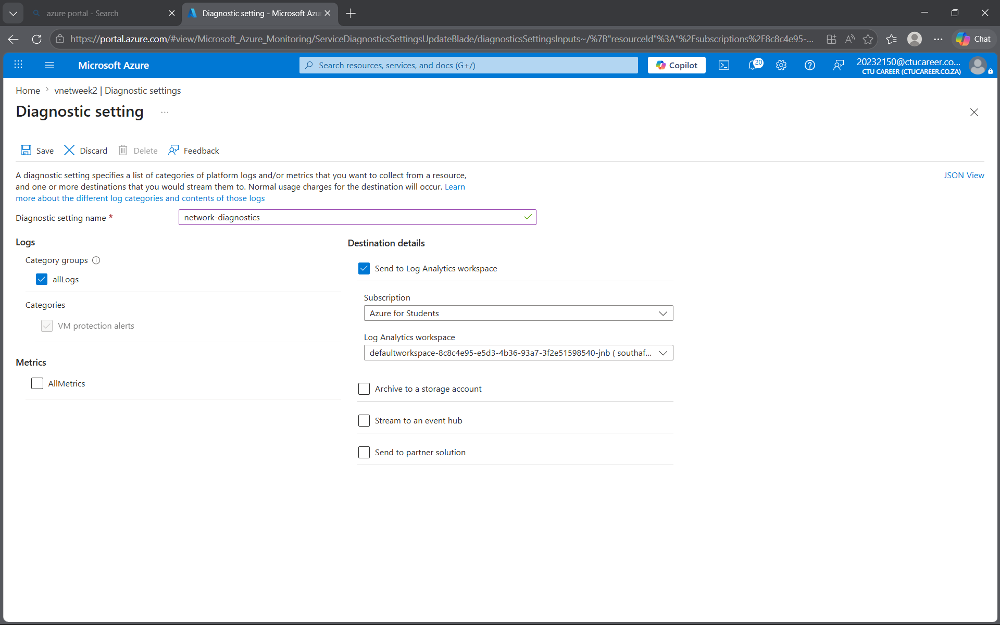 azure portal - Search
Diagnostic setting - Microsoft Azu
https://portal.azure.com/#view/Microsoft_Azure_Monitoring/ServiceDiagnosticsSettingsUpdateBlade/diagnosticsSettingsInputs~/%7B"resourceId"%3A"%2Fsubscriptions%2F8c8c4e95-...
Chat
Microsoft Azure
Search resources, services, and docs (G+/)
Copilot
20
20232150@ctucareer.co...
CTU CAREER (CTUCAREER.CO.ZA)
Home > vnetweek2 | Diagnostic settings
Diagnostic setting ...
Save
Discard
Delete
Feedback
A diagnostic setting specifies a list of categories of platform logs and/or metrics that you want to collect from a resource,
and one or more destinations that you would stream them to. Normal usage charges for the destination will occur. Learn
more about the different log categories and contents of those logs
JSON View
Diagnostic setting name *
network-diagnostics
Logs
Category groups
allLogs
Categories
VM protection alerts
Metrics
AllMetrics
Destination details
Send to Log Analytics workspace
Subscription
Azure for Students
Log Analytics workspace
defaultworkspace-8c8c4e95-e5d3-4b36-93a7-3f2e51598540-jnb ( southaf...
Archive to a storage account
Stream to an event hub
Send to partner solution